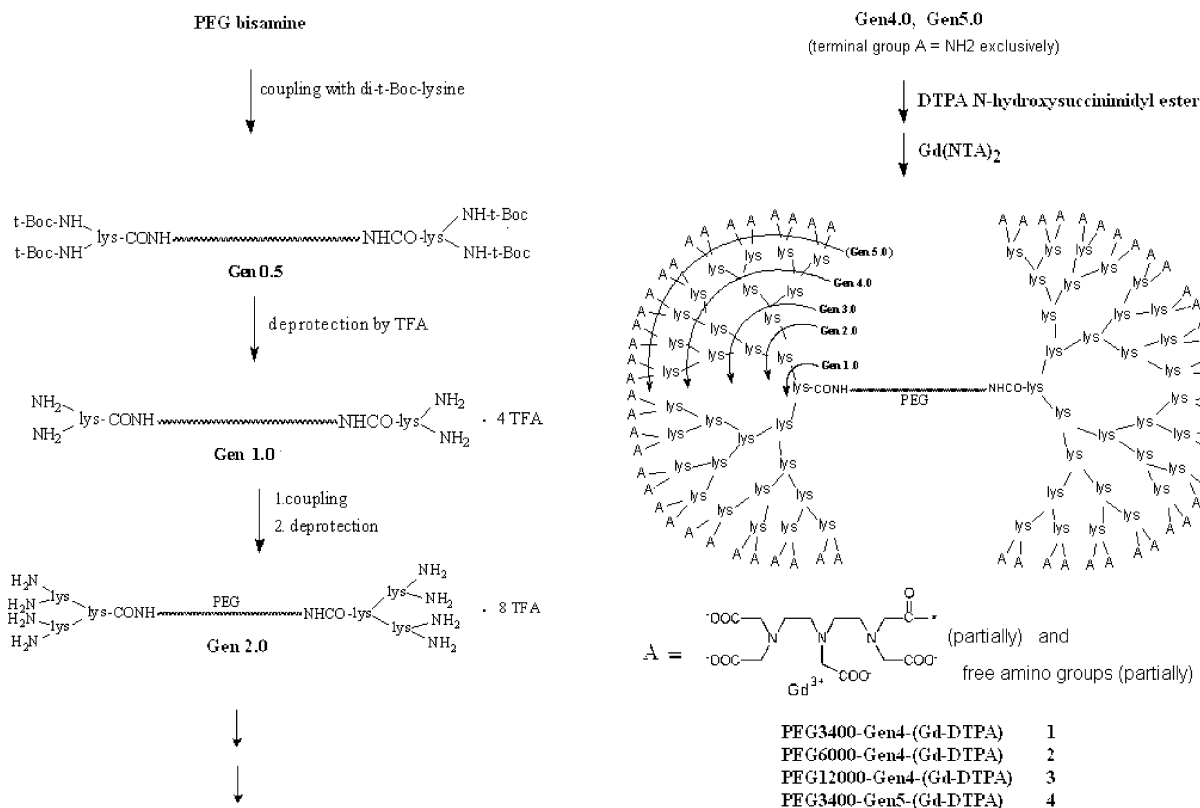 PEG bisamine
coupling with di-t-Boc-lysine
t-Boc-NH
t-Boc-NH
lys-CONH
NHCO-lys
NH-t-Boc
NH-t-Boc
Gen 0.5
deprotection by TFA
NH2
NH2
lys-CONH
NHCO-lys
NH2
NH2
· 4 TFA
Gen 1.0
1.coupling
2. deprotection
H2N
H2N
H2N
H2N
lys
lys
lys-CONH
PEG
NHCO-lys
lys
lys
NH2
NH2
NH2
NH2
· 8 TFA
Gen 2.0
Gen4.0, Gen5.0
(terminal group A = NH2 exclusively)
DTPA N-hydroxysuccinimidyl ester
Gd(NTA)2
(Gen 5.0)
Gen 4.0
Gen 3.0
Gen 2.0
Gen 1.0
lys-CONH
PEG
NHCO-lys
A =
-OOC
-OOC
N
N
N
O
*
COO-
COO-
Gd3+
(partially) and
free amino groups (partially)
PEG3400-Gen4-(Gd-DTPA) 1
PEG6000-Gen4-(Gd-DTPA) 2
PEG12000-Gen4-(Gd-DTPA) 3
PEG3400-Gen5-(Gd-DTPA) 4